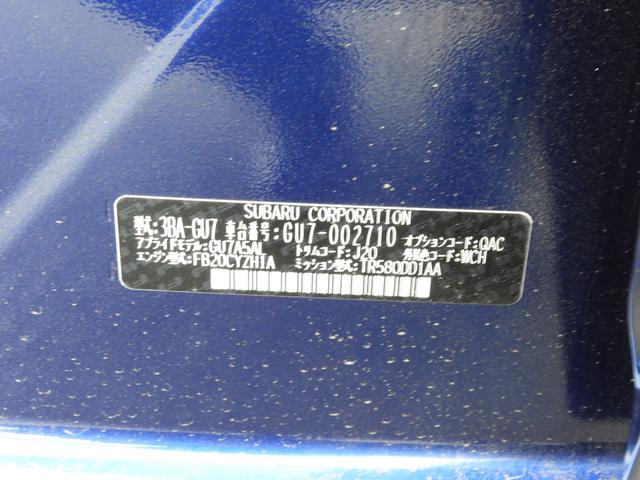 SUBARU CORPORATION
型式:3BA-GU7 車台番号:GU7-002710 オプションコード:QAC
アプライドモデル:GU7A5AL トリムコード:J20 外装色コード:WCH
エンジン型式:FB20CYZH1A ミッション型式:TR580DD1AA